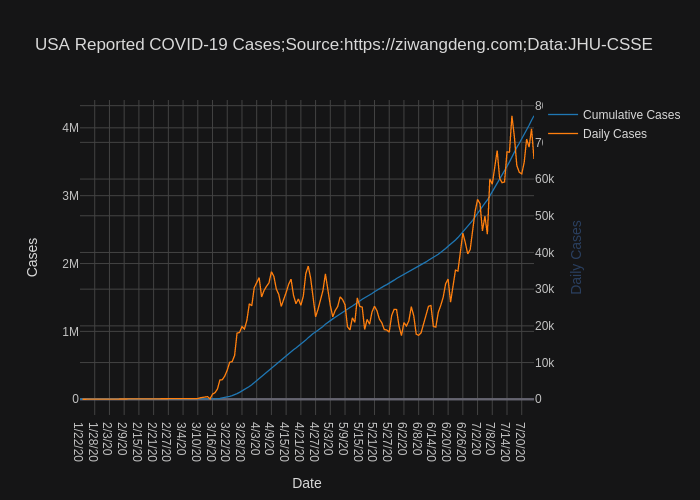 USA Reported COVID-19 Cases;Source:https://ziwangdeng.com;Data:JHU-CSSE
Cumulative Cases
Daily Cases
4M
3M
2M
1M
0
Cases
60k
50k
40k
30k
20k
10k
0
Daily Cases
1/22/20
1/28/20
2/3/20
2/9/20
2/15/20
2/21/20
2/27/20
3/4/20
3/10/20
3/16/20
3/22/20
3/28/20
4/3/20
4/9/20
4/15/20
4/21/20
4/27/20
5/3/20
5/9/20
5/15/20
5/21/20
5/27/20
6/2/20
6/8/20
6/14/20
6/20/20
6/26/20
7/2/20
7/8/20
7/14/20
7/20/20
Date